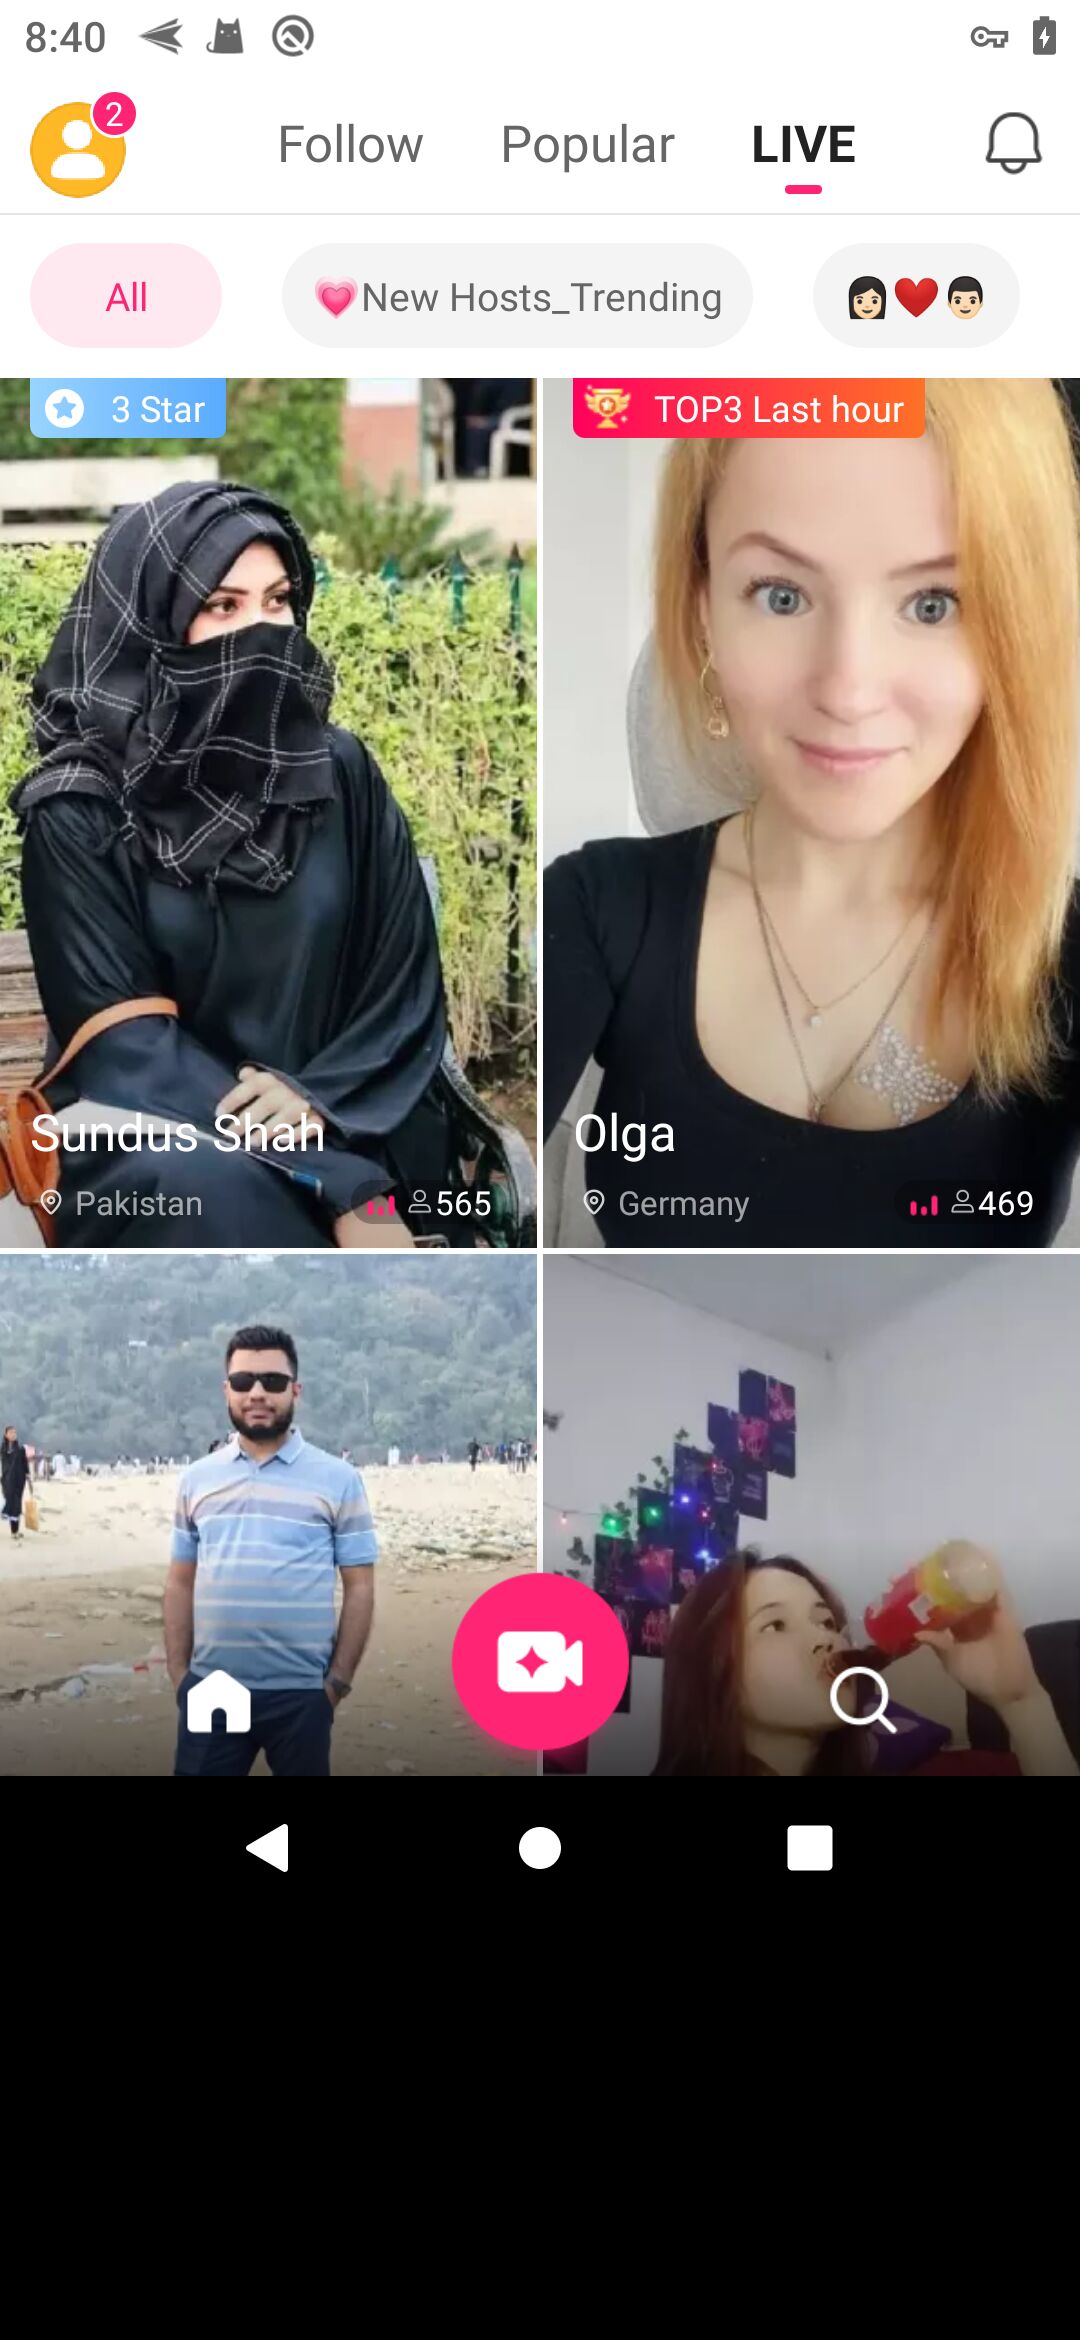 8:40
2
Follow Popular LIVE
All
💗New Hosts_Trending
👩🏻❤️👨🏻
3 Star
TOP3 Last hour
Sundus Shah
Pakistan 565
Olga
Germany 469